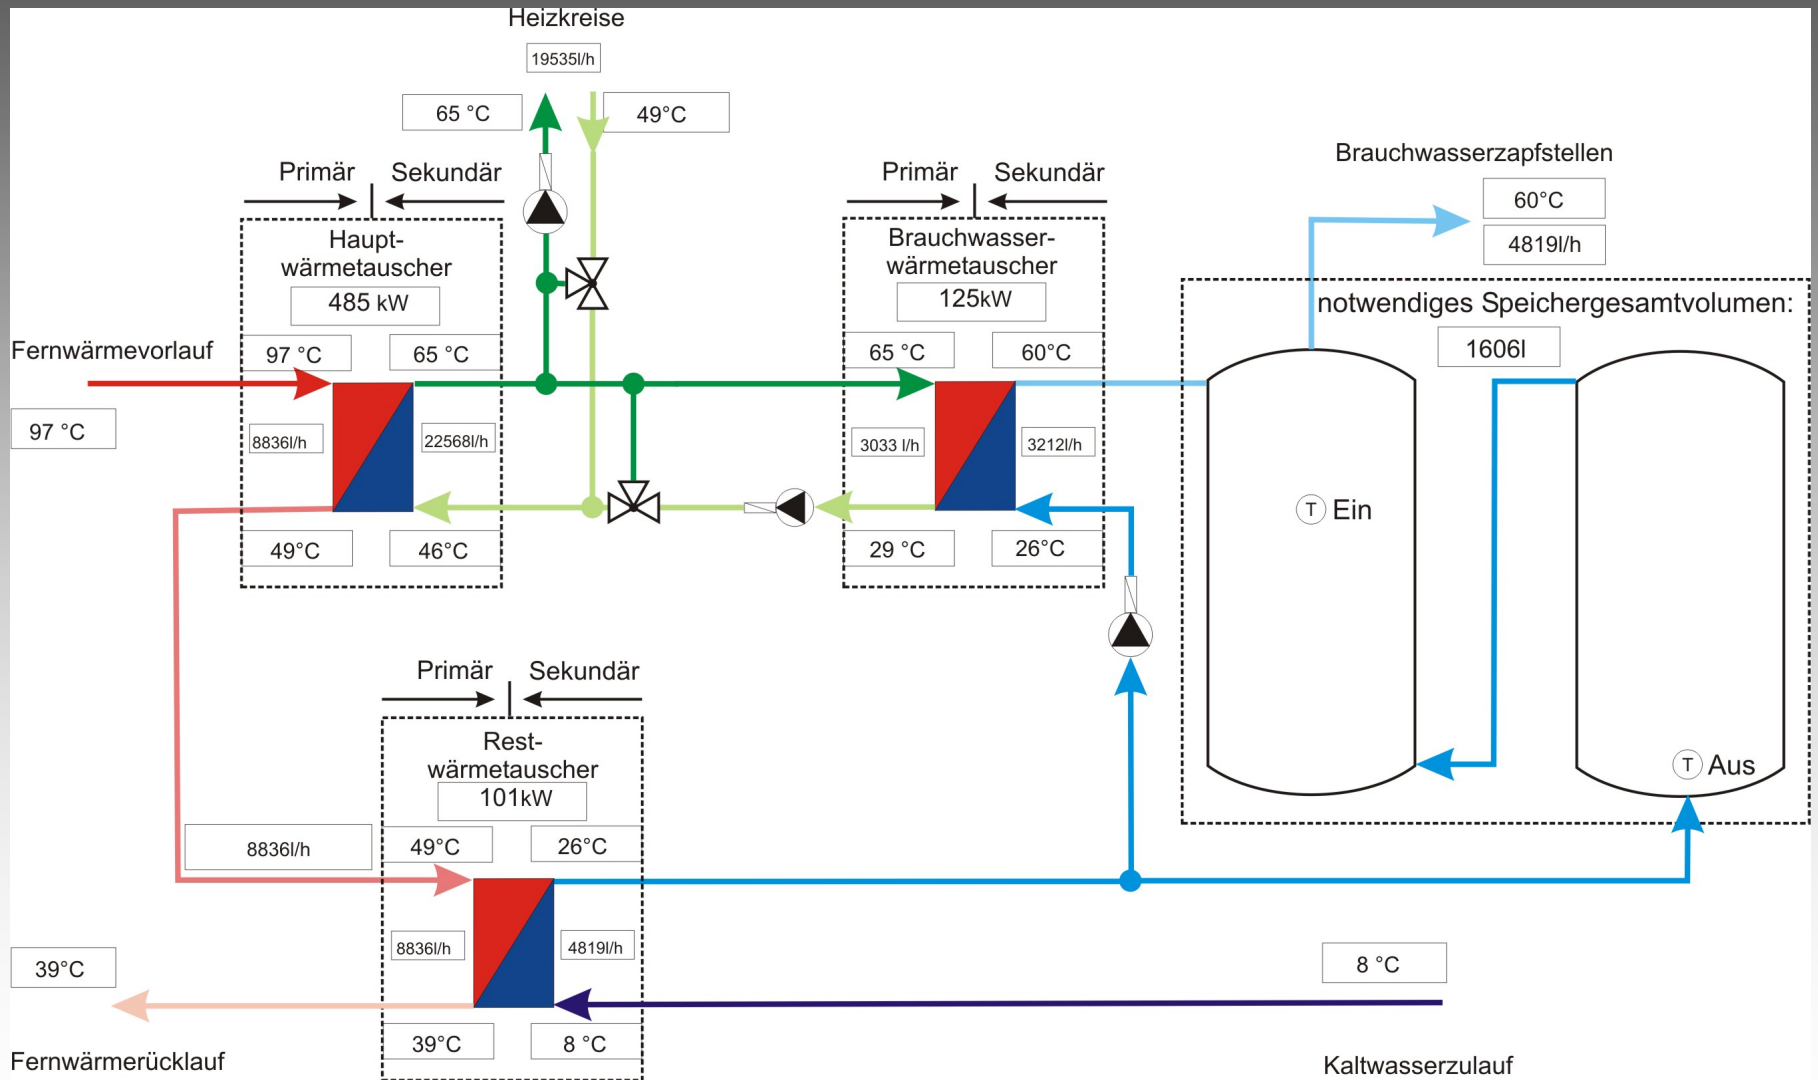 Heizkreise
19535l/h
65 °C
49°C
Primär
Sekundär
Haupt-
wärmetauscher
485 kW
97 °C
65 °C
8836l/h
22568l/h
49°C
46°C
Fernwärmevorlauf
97 °C
Primär
Sekundär
Brauchwasser-
wärmetauscher
125kW
65 °C
60°C
3033 l/h
3212l/h
29 °C
26°C
Brauchwasserzapfstellen
60°C
4819l/h
notwendiges Speichergesamtvolumen:
1606l
T Ein
T Aus
Primär
Sekundär
Rest-
wärmetauscher
101kW
8836l/h
49°C
26°C
8836l/h
4819l/h
39°C
8 °C
39°C
Fernwärmerücklauf
8 °C
Kaltwasserzulauf